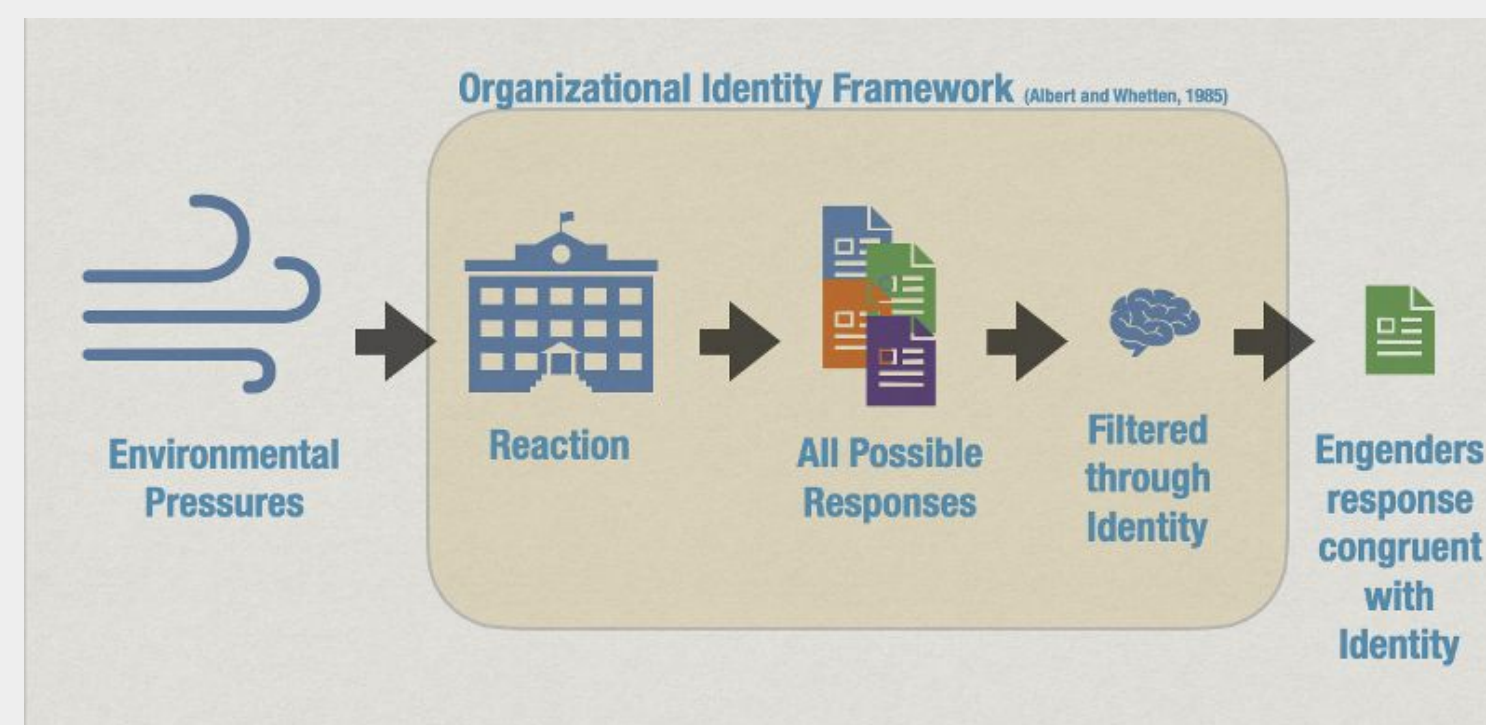 Organizational Identity Framework (Albert and Whetten, 1985)
Environmental
Pressures
Reaction
All Possible
Responses
Filtered
through
Identity
Engenders
response
congruent
with
Identity